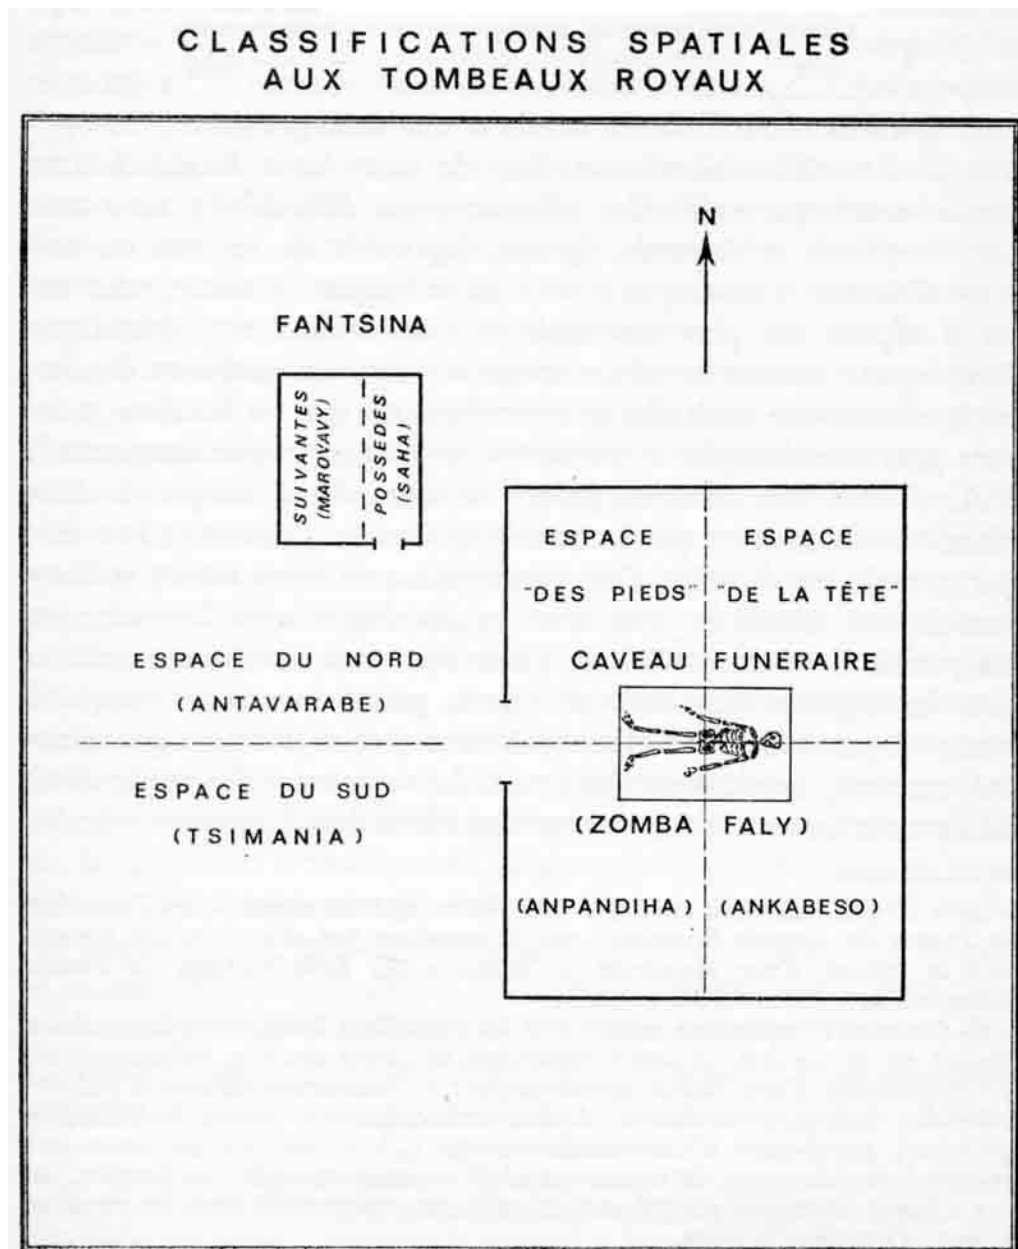 CLASSIFICATIONS SPATIALES
AUX TOMBEAUX ROYAUX
N
FANTSINA
SUIVANTES
(MAROVAVY)
POSSEDES
(SAHA)
ESPACE ESPACE
"DES PIEDS" "DE LA TÊTE"
ESPACE DU NORD
(ANTAVARABE)
CAVEAU FUNERAIRE
ESPACE DU SUD
(TSIMANIA)
(ZOMBA FALY)
(ANPANDIHA) (ANKABESO)